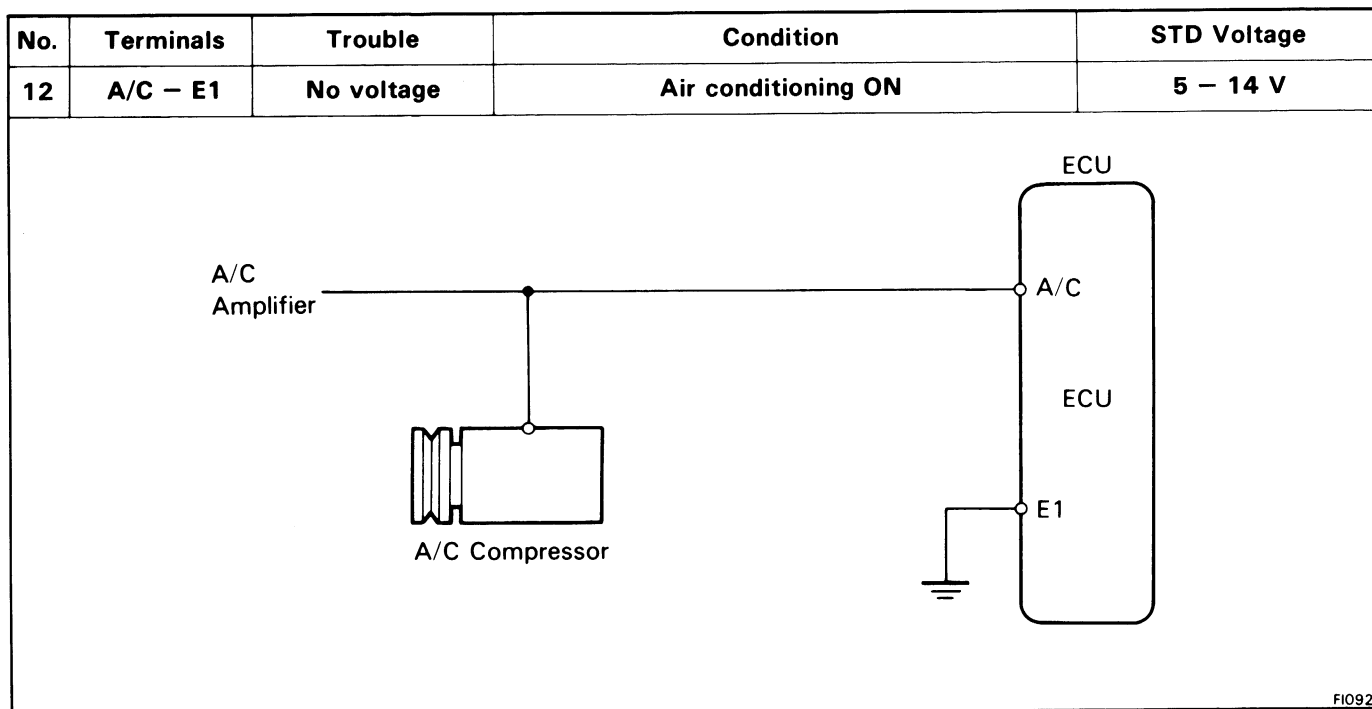 No. Terminals Trouble Condition STD Voltage
12 A/C — E1 No voltage Air conditioning ON 5 — 14 V
ECU
A/C
Amplifier
A/C
ECU
E1
A/C Compressor
FI092